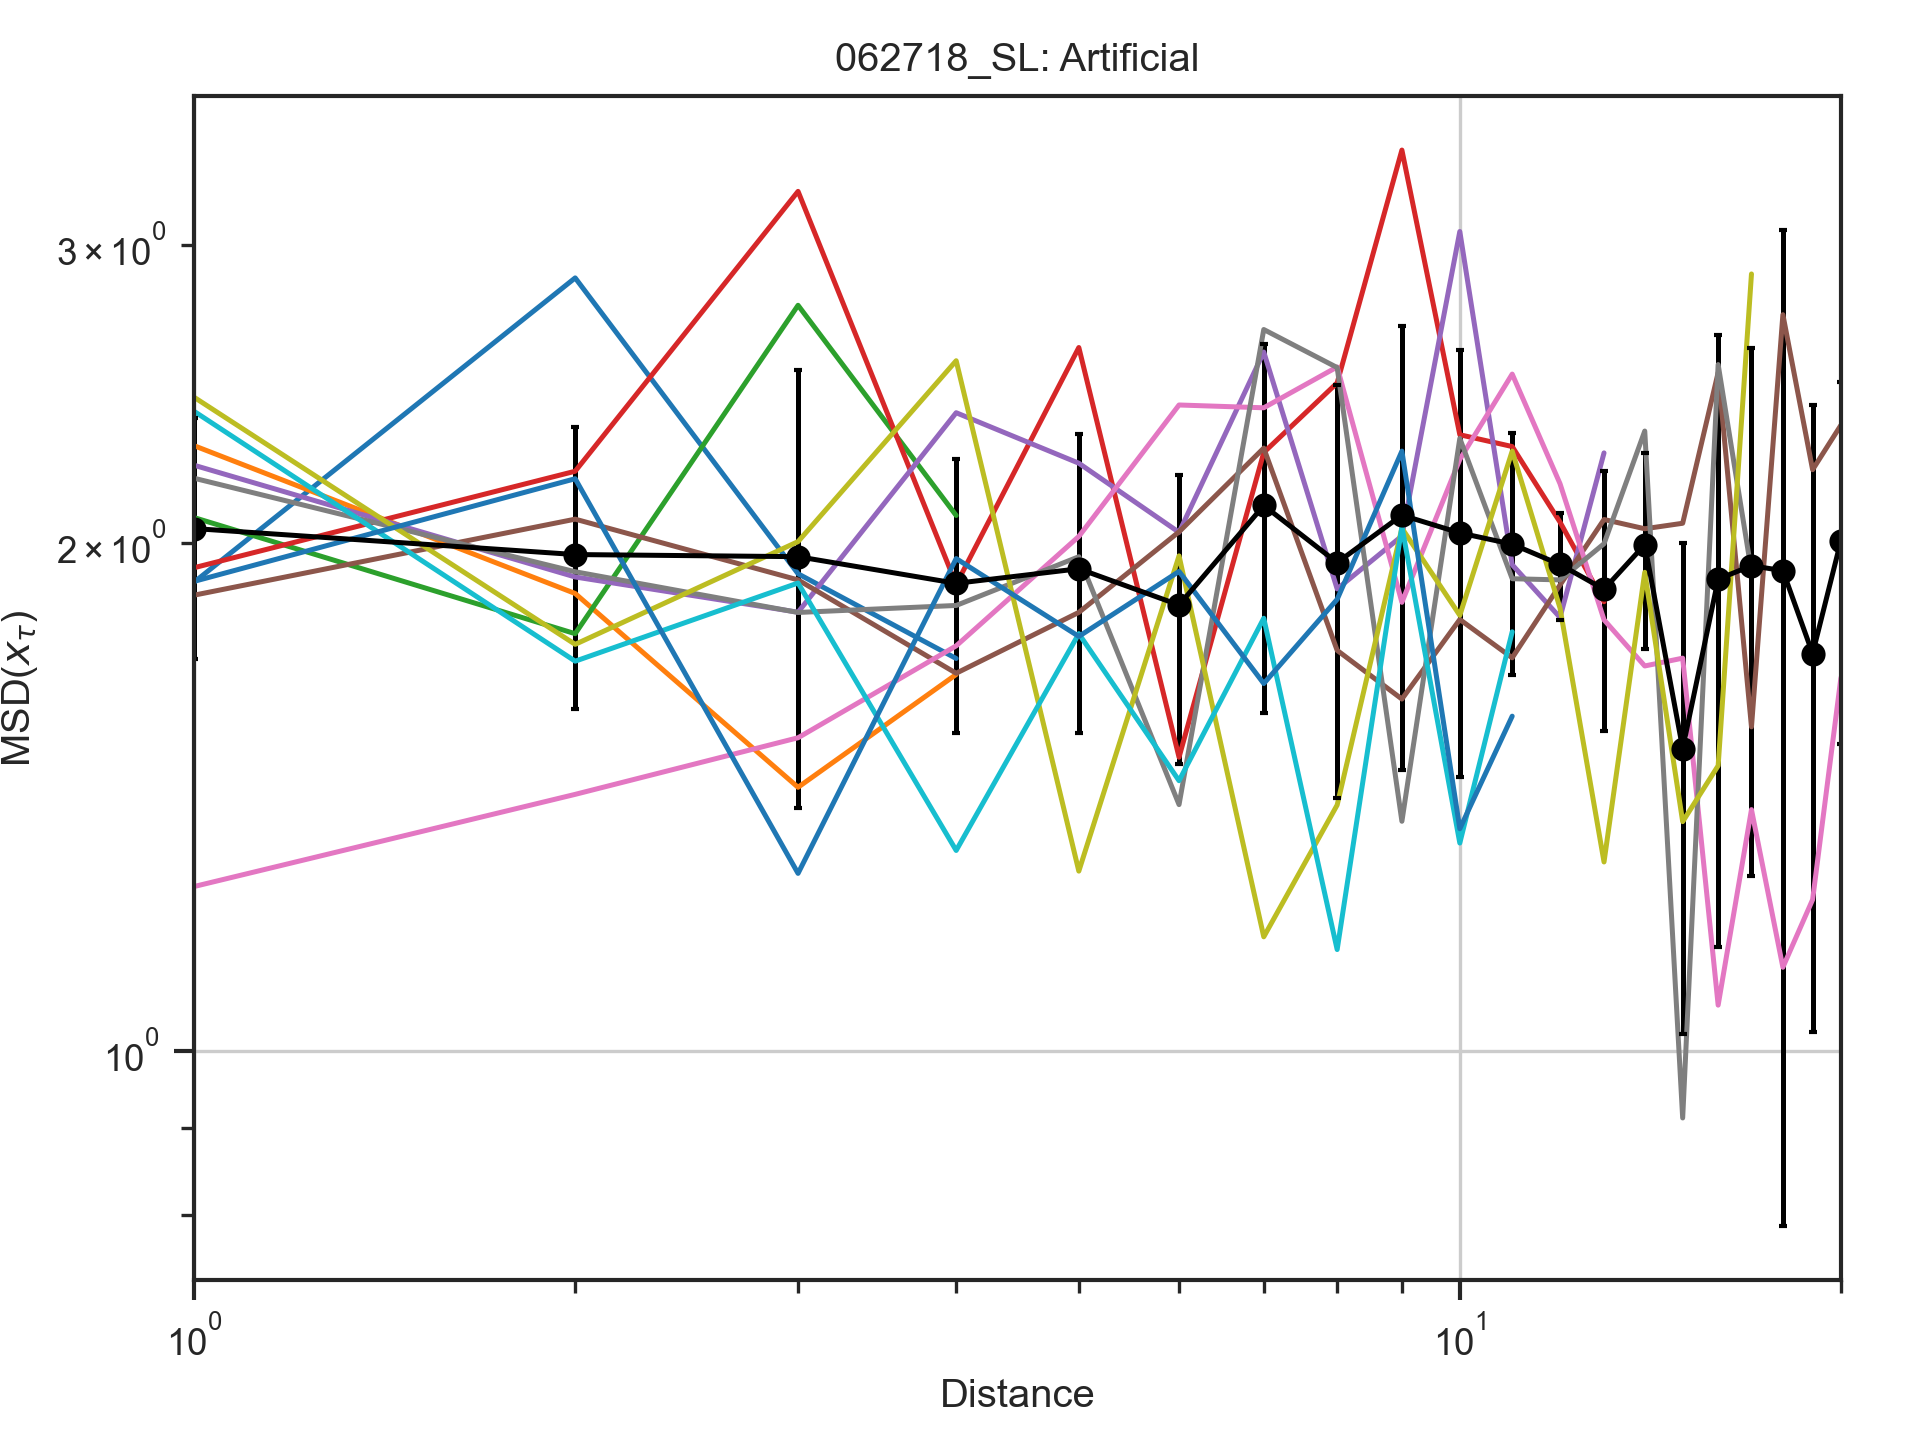 062718_SL: Artificial
3 × 10⁰
2 × 10⁰
10⁰
MSD(x_τ)
10⁰ 10¹
Distance